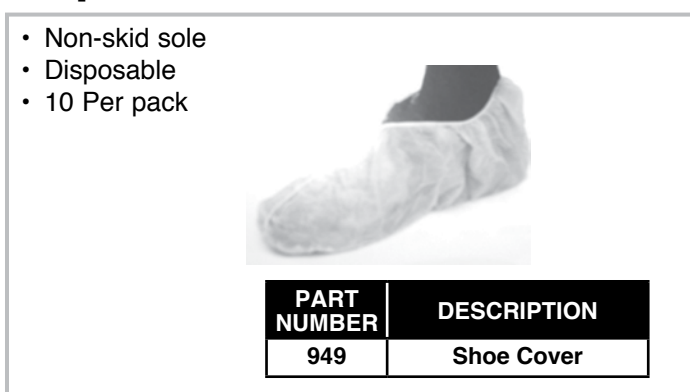 • Non-skid sole
• Disposable
• 10 Per pack
PART NUMBER DESCRIPTION
949 Shoe Cover